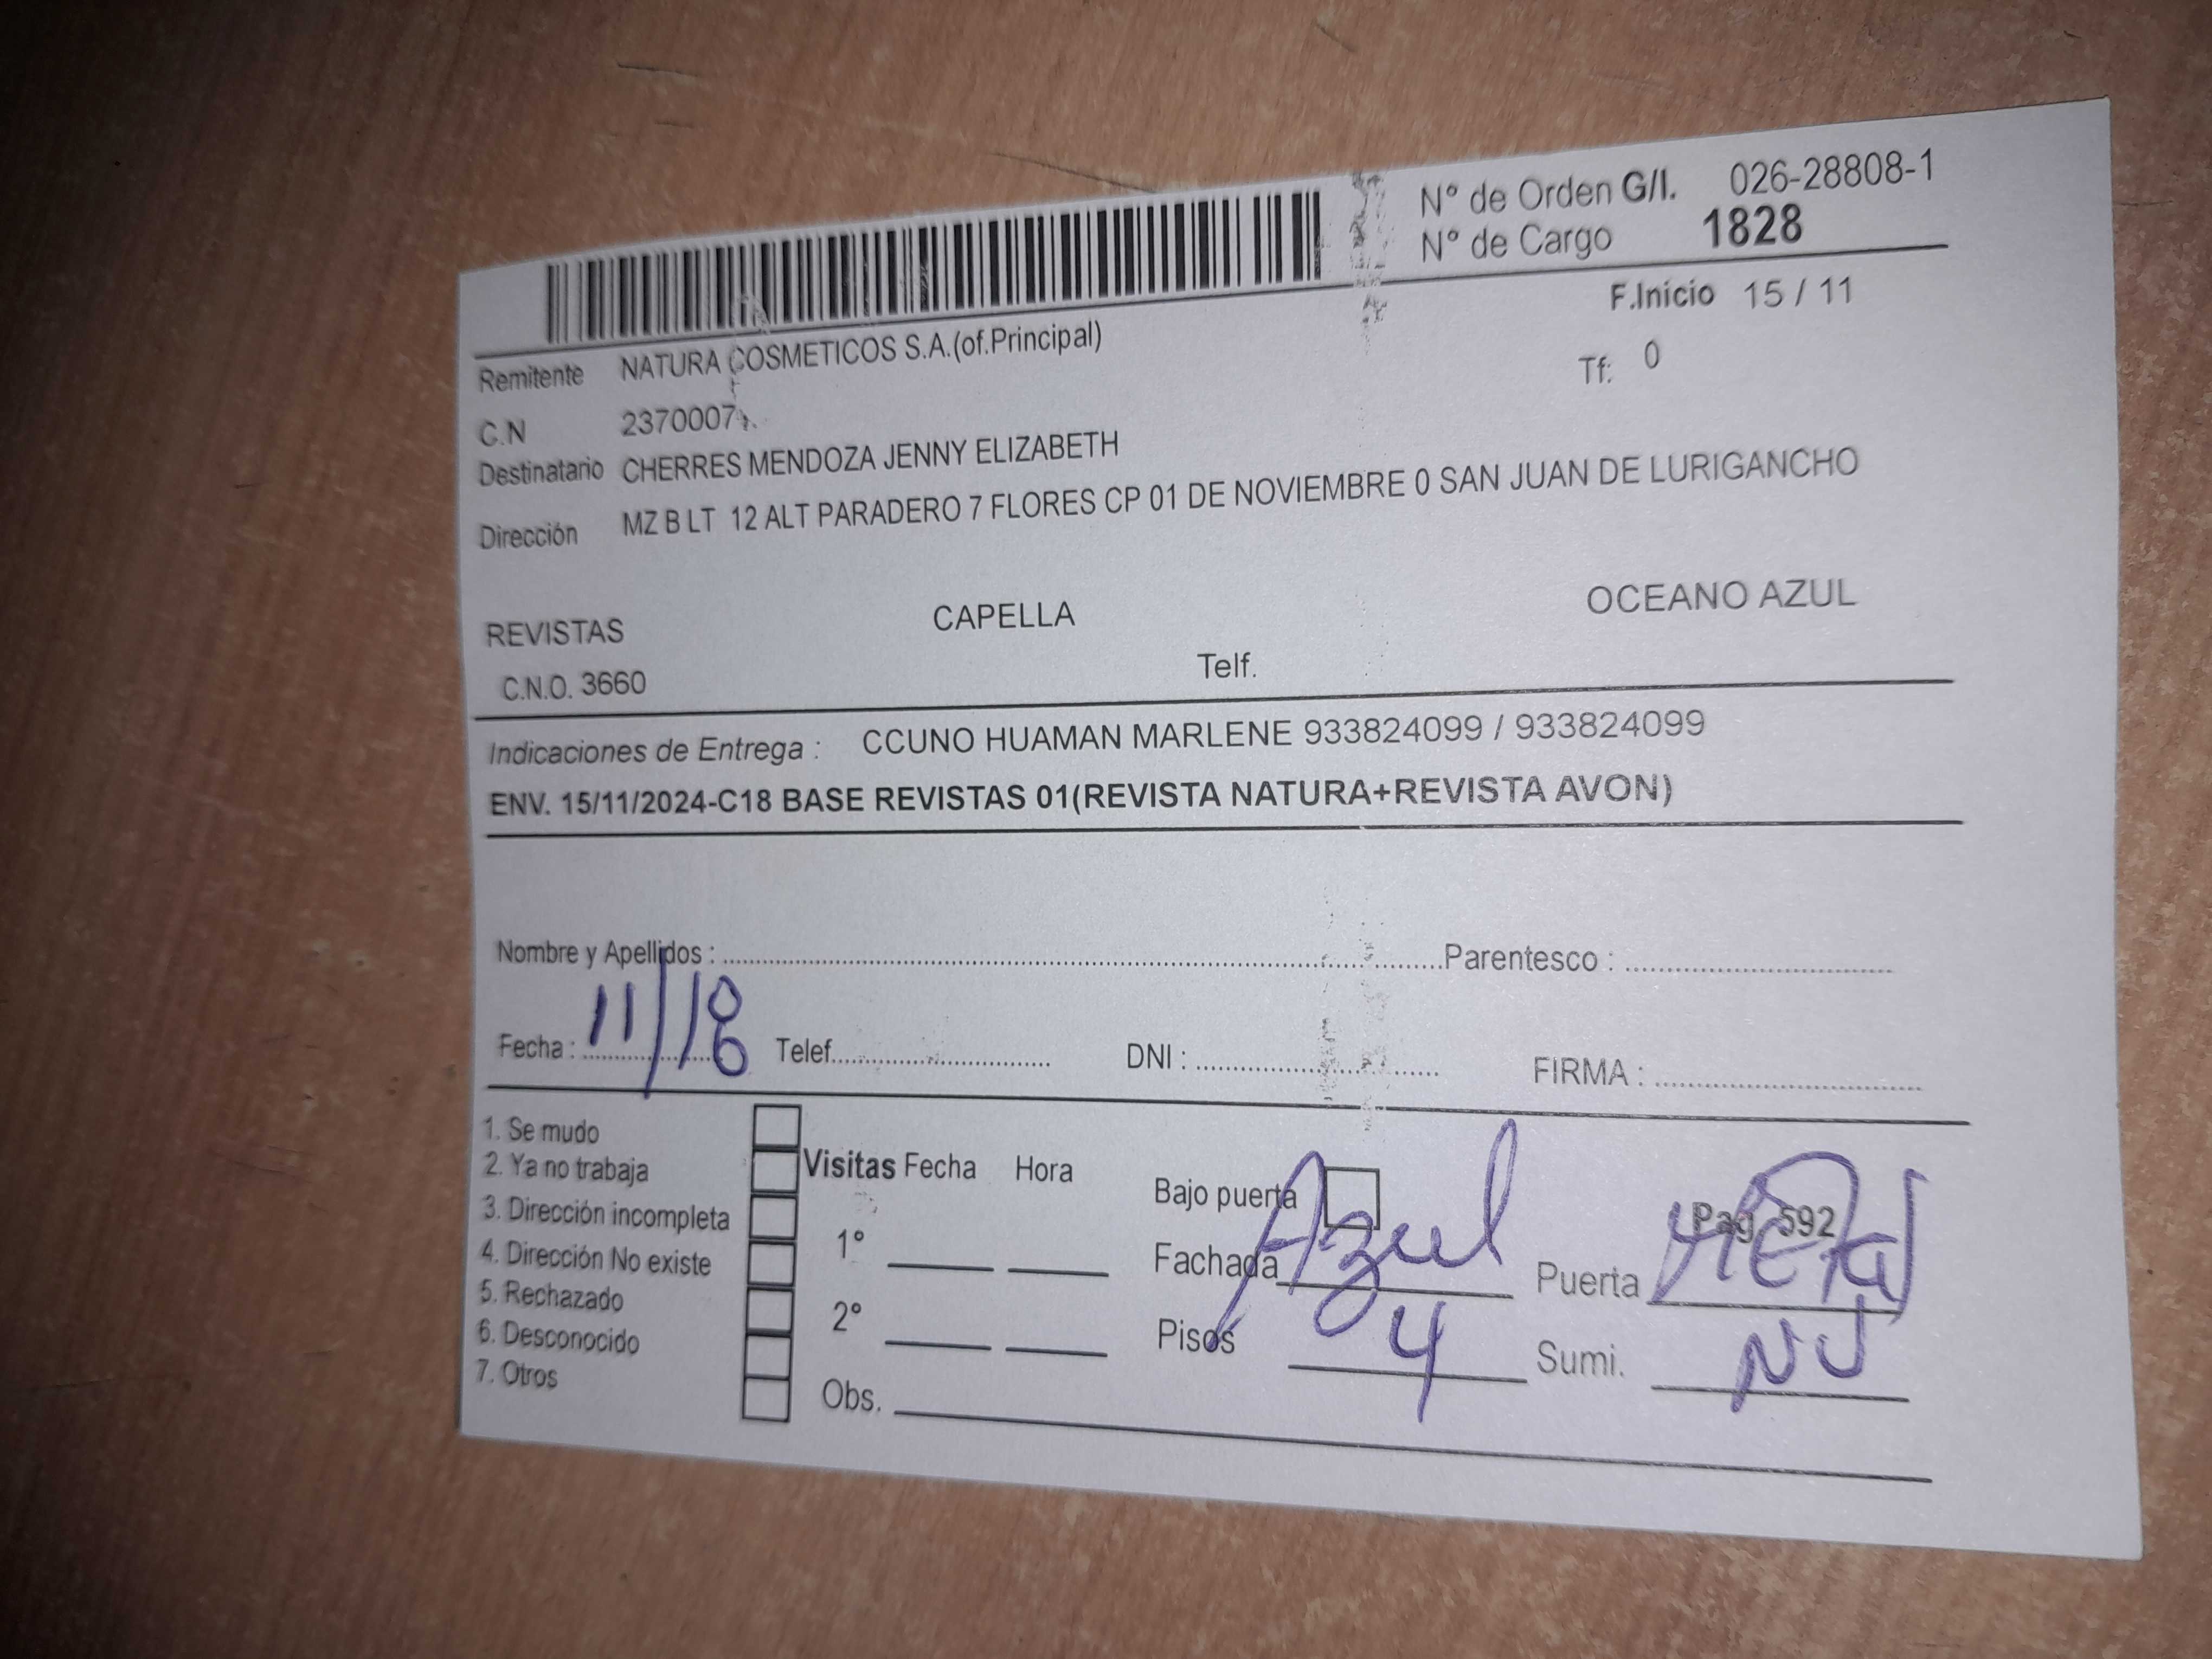 N° de Orden G/I. 026-28808-1
N° de Cargo 1828
F.Inicio 15 / 11
Remitente NATURA COSMETICOS S.A.(of.Principal)
Tf: 0
C.N 2370007
Destinatario CHERRES MENDOZA JENNY ELIZABETH
Dirección MZ B LT 12 ALT PARADERO 7 FLORES CP 01 DE NOVIEMBRE 0 SAN JUAN DE LURIGANCHO
REVISTAS CAPELLA OCEANO AZUL
C.N.O. 3660 Telf.
Indicaciones de Entrega : CCUNO HUAMAN MARLENE 933824099 / 933824099
ENV. 15/11/2024-C18 BASE REVISTAS 01(REVISTA NATURA+REVISTA AVON)
Nombre y Apellidos : Parentesco :
Fecha : 11/18 Telef. DNI : FIRMA :
1. Se mudo
2. Ya no trabaja
3. Dirección incompleta
4. Dirección No existe
5. Rechazado
6. Desconocido
7. Otros
Visitas Fecha Hora
1°
2°
Obs.
Bajo puerta
Pag 592
Fachada Azul Puerta Metal
Pisos 4 Sumi.